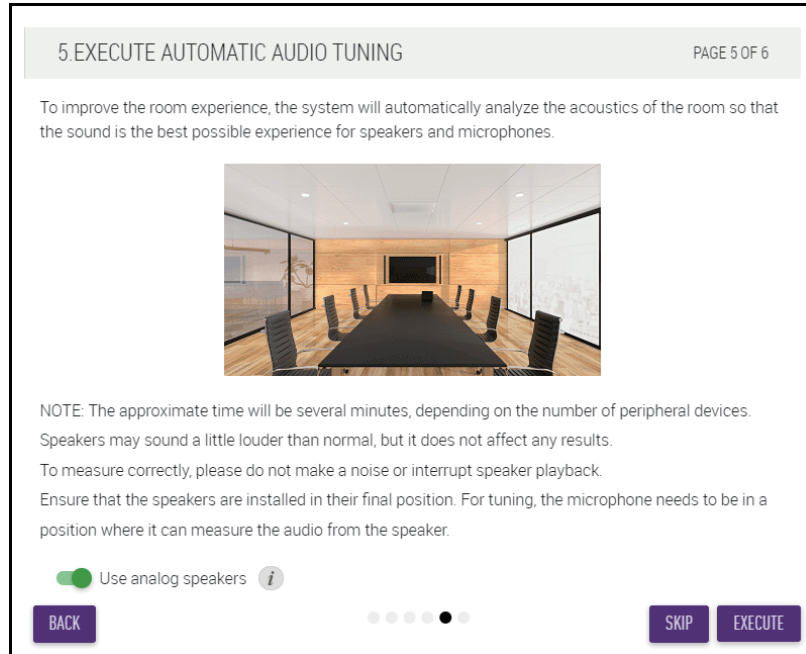 5.EXECUTE AUTOMATIC AUDIO TUNING
PAGE 5 OF 6
To improve the room experience, the system will automatically analyze the acoustics of the room so that
the sound is the best possible experience for speakers and microphones.
NOTE: The approximate time will be several minutes, depending on the number of peripheral devices.
Speakers may sound a little louder than normal, but it does not affect any results.
To measure correctly, please do not make a noise or interrupt speaker playback.
Ensure that the speakers are installed in their final position. For tuning, the microphone needs to be in a
position where it can measure the audio from the speaker.
Use analog speakers i
BACK
SKIP
EXECUTE